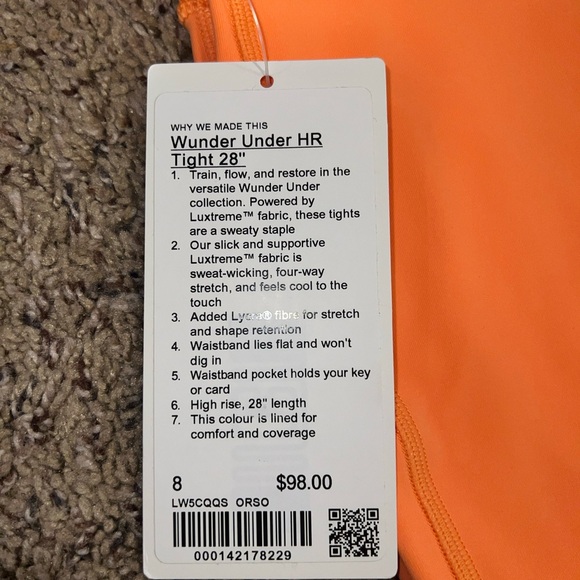 WHY WE MADE THIS
Wunder Under HR
Tight 28"
1. Train, flow, and restore in the
versatile Wunder Under
collection. Powered by
Luxtreme™ fabric, these tights
are a sweaty staple
2. Our slick and supportive
Luxtreme™ fabric is
sweat-wicking, four-way
stretch, and feels cool to the
touch
3. Added Lycra® fibre for stretch
and shape retention
4. Waistband lies flat and won't
dig in
5. Waistband pocket holds your key
or card
6. High rise, 28" length
7. This colour is lined for
comfort and coverage
8 $98.00
LW5CQQS ORSO
000142178229